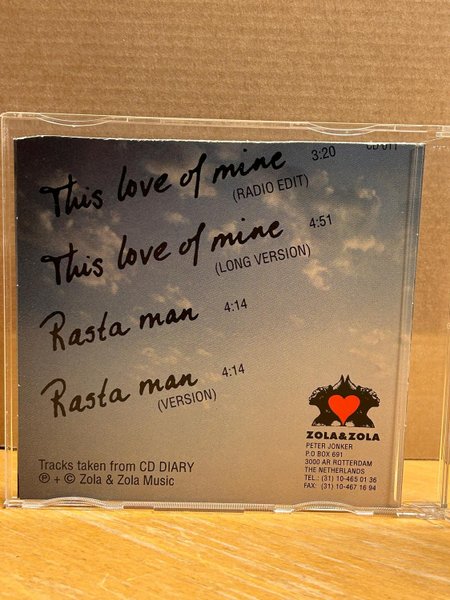 This love of mine 3:20 CD 011
(RADIO EDIT)
This love of mine 4:51
(LONG VERSION)
Rasta man 4:14
Rasta man 4:14
(VERSION)
Tracks taken from CD DIARY
℗ + © Zola & Zola Music
ZOLA&ZOLA
PETER JONKER
P.O BOX 691
3000 AR ROTTERDAM
THE NETHERLANDS
TEL.: (31) 10-465 01 36
FAX: (31) 10-467 16 94